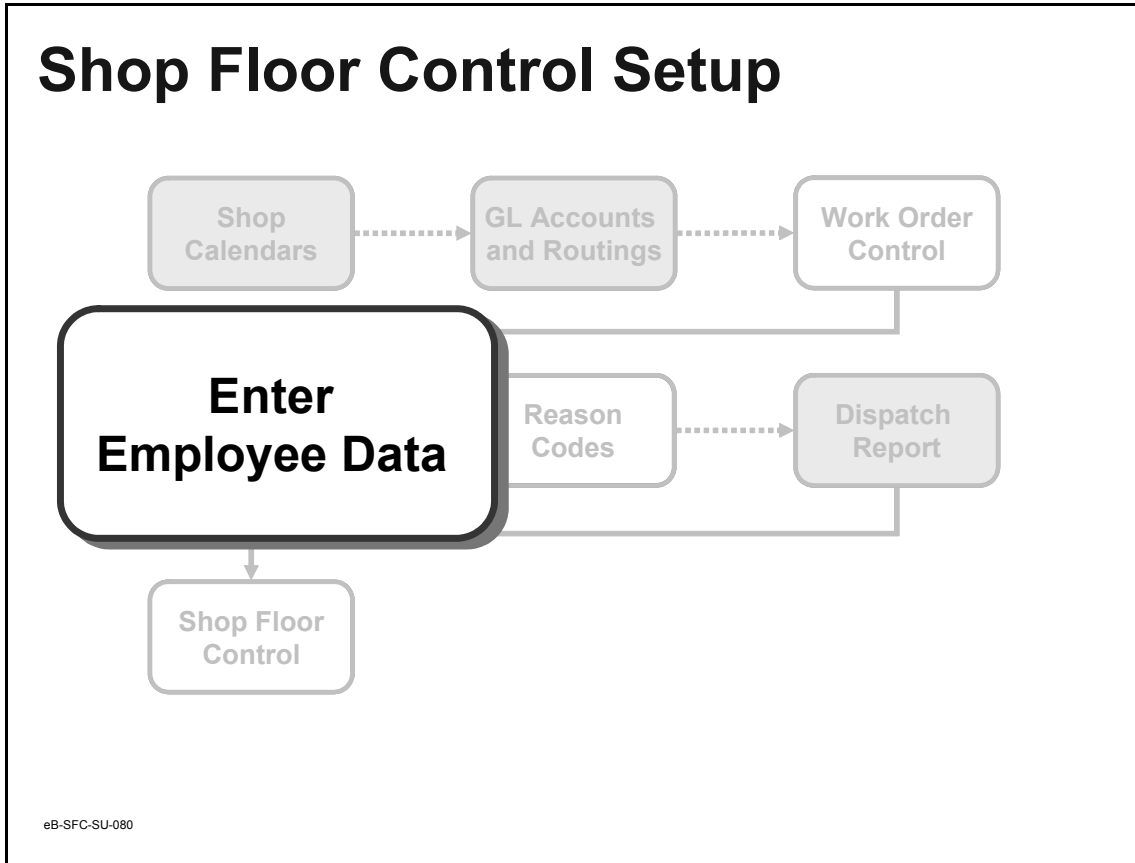 Shop Floor Control Setup
Shop
Calendars
GL Accounts
and Routings
Work Order
Control
Enter
Employee Data
Reason
Codes
Dispatch
Report
Shop Floor
Control
eB-SFC-SU-080